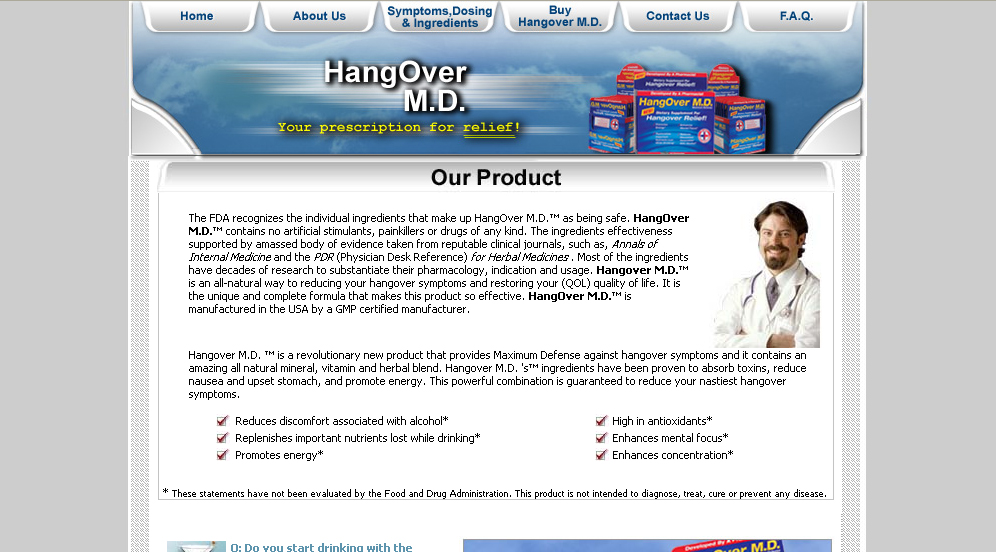 Home
About Us
Symptoms,Dosing
& Ingredients
Buy
Hangover M.D.
Contact Us
F.A.Q.
HangOver
M.D.
Your prescription for relief!
Developed By A Pharmacist
HangOver M.D.
Hangover Relief!
Our Product
The FDA recognizes the individual ingredients that make up HangOver M.D.™ as being safe. HangOver
M.D.™ contains no artificial stimulants, painkillers or drugs of any kind. The ingredients effectiveness
supported by amassed body of evidence taken from reputable clinical journals, such as, Annals of
Internal Medicine and the PDR (Physician Desk Reference) for Herbal Medicines . Most of the ingredients
have decades of research to substantiate their pharmacology, indication and usage. Hangover M.D.™
is an all-natural way to reducing your hangover symptoms and restoring your (QOL) quality of life. It is
the unique and complete formula that makes this product so effective. HangOver M.D.™ is
manufactured in the USA by a GMP certified manufacturer.
Hangover M.D. ™ is a revolutionary new product that provides Maximum Defense against hangover symptoms and it contains an
amazing all natural mineral, vitamin and herbal blend. Hangover M.D. 's™ ingredients have been proven to absorb toxins, reduce
nausea and upset stomach, and promote energy. This powerful combination is guaranteed to reduce your nastiest hangover
symptoms.
Reduces discomfort associated with alcohol*
High in antioxidants*
Replenishes important nutrients lost while drinking*
Enhances mental focus*
Promotes energy*
Enhances concentration*
* These statements have not been evaluated by the Food and Drug Administration. This product is not intended to diagnose, treat, cure or prevent any disease.
Q: Do you start drinking with the